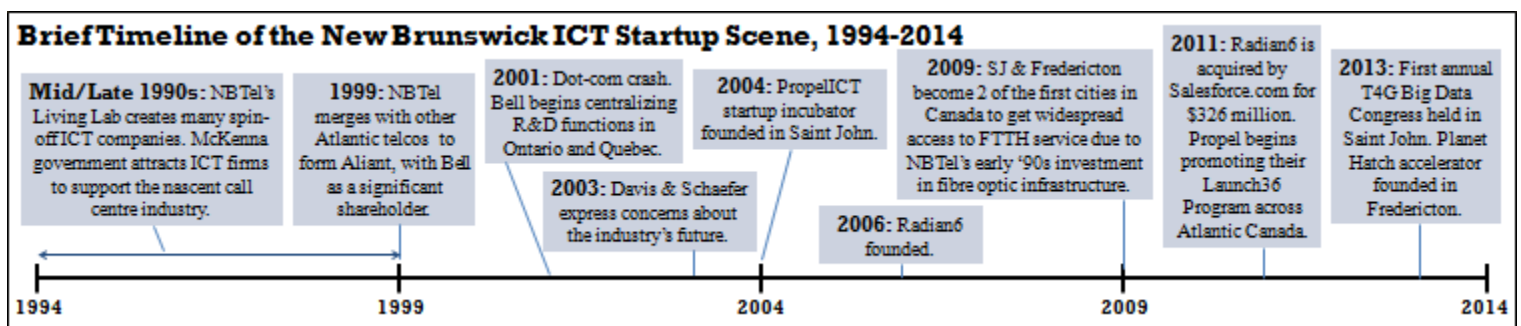 Brief Timeline of the New Brunswick ICT Startup Scene, 1994-2014
Mid/Late 1990s: NBTel's
Living Lab creates many spin-
off ICT companies. McKenna
government attracts ICT firms
to support the nascent call
centre industry.
1999: NBTel
merges with other
Atlantic telcos to
form Aliant, with Bell
as a significant
shareholder.
2001: Dot-com crash.
Bell begins centralizing
R&D functions in
Ontario and Quebec.
2003: Davis & Schaefer
express concerns about
the industry's future.
2004: PropelICT
startup incubator
founded in Saint John.
2006: Radian6
founded.
2009: SJ & Fredericton
become 2 of the first cities in
Canada to get widespread
access to FTTH service due to
NBTel's early '90s investment
in fibre optic infrastructure.
2011: Radian6 is
acquired by
Salesforce.com for
$326 million.
Propel begins
promoting their
Launch36
Program across
Atlantic Canada.
2013: First annual
T4G Big Data
Congress held in
Saint John. Planet
Hatch accelerator
founded in
Fredericton.
1994
1999
2004
2009
2014